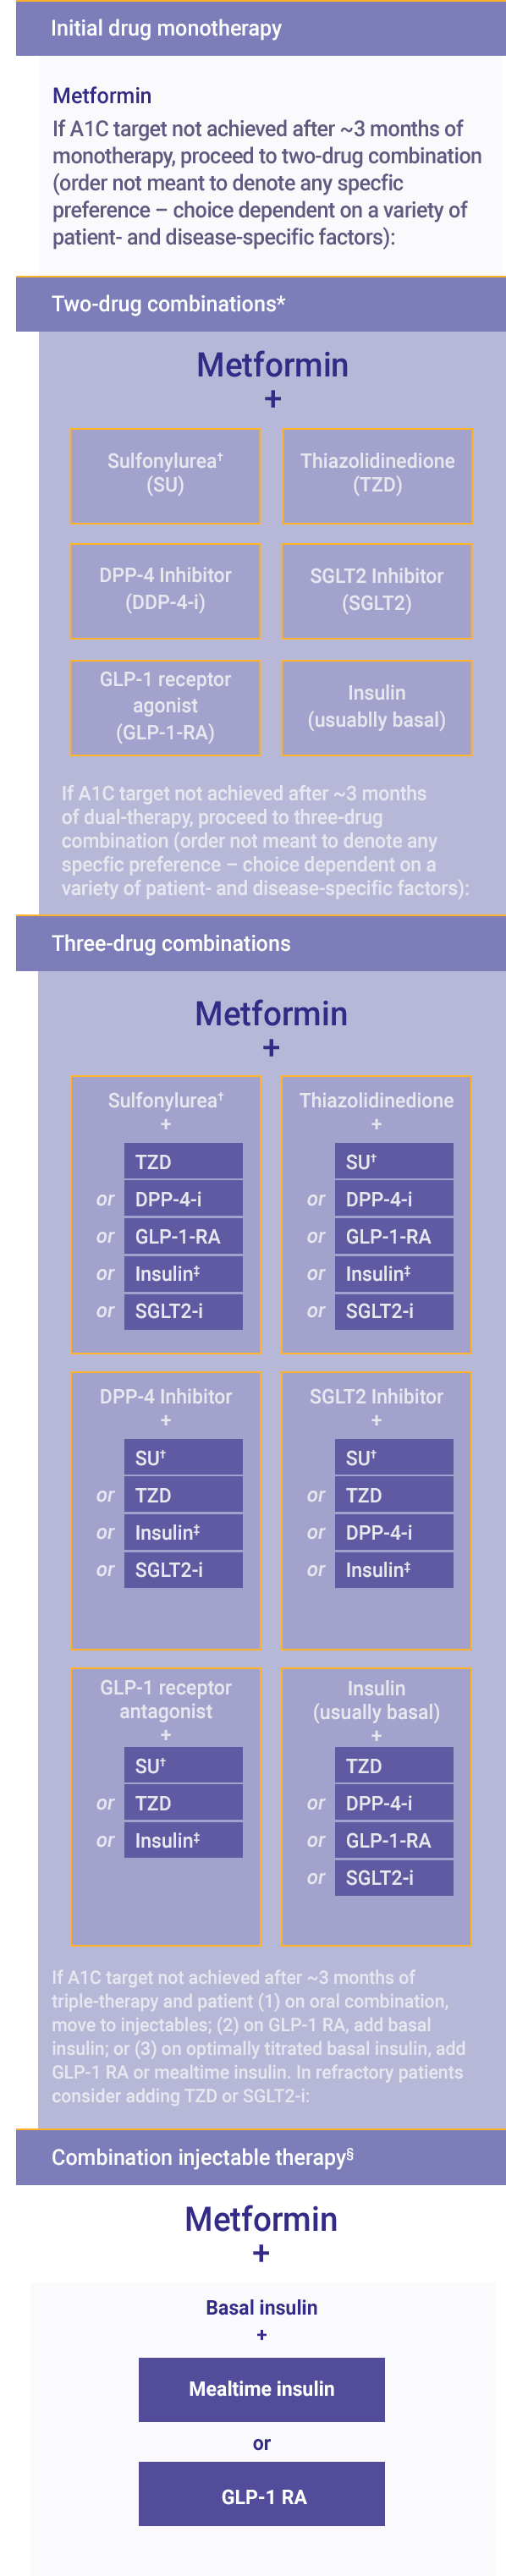 Initial drug monotherapy
Metformin
If A1C target not achieved after ~3 months of
monotherapy, proceed to two-drug combination
(order not meant to denote any specfic
preference – choice dependent on a variety of
patient- and disease-specific factors):
Two-drug combinations*
Metformin
+
Sulfonylurea†
(SU)
Thiazolidinedione
(TZD)
DPP-4 Inhibitor
(DDP-4-i)
SGLT2 Inhibitor
(SGLT2)
GLP-1 receptor
agonist
(GLP-1-RA)
Insulin
(usuablly basal)
If A1C target not achieved after ~3 months
of dual-therapy, proceed to three-drug
combination (order not meant to denote any
specfic preference – choice dependent on a
variety of patient- and disease-specific factors):
Three-drug combinations
Metformin
+
Sulfonylurea†
+
TZD
or DPP-4-i
or GLP-1-RA
or Insulin‡
or SGLT2-i
Thiazolidinedione
+
SU†
or DPP-4-i
or GLP-1-RA
or Insulin‡
or SGLT2-i
DPP-4 Inhibitor
+
SU†
or TZD
or Insulin‡
or SGLT2-i
SGLT2 Inhibitor
+
SU†
or TZD
or DPP-4-i
or Insulin‡
GLP-1 receptor
antagonist
+
SU†
or TZD
or Insulin‡
Insulin
(usually basal)
+
TZD
or DPP-4-i
or GLP-1-RA
or SGLT2-i
If A1C target not achieved after ~3 months of
triple-therapy and patient (1) on oral combination,
move to injectables; (2) on GLP-1 RA, add basal
insulin; or (3) on optimally titrated basal insulin, add
GLP-1 RA or mealtime insulin. In refractory patients
consider adding TZD or SGLT2-i:
Combination injectable therapy§
Metformin
+
Basal insulin
+
Mealtime insulin
or
GLP-1 RA